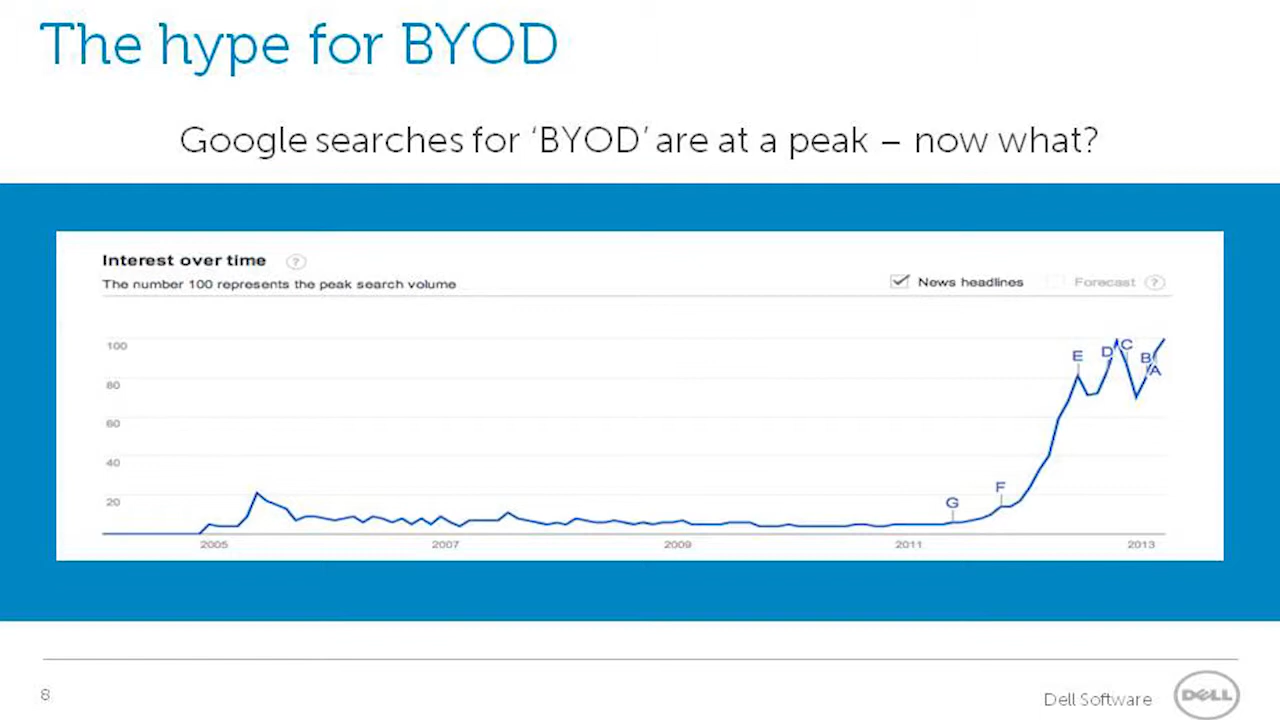 The hype for BYOD
Google searches for ‘BYOD’ are at a peak – now what?
Interest over time ?
The number 100 represents the peak search volume
News headlines Forecast ?
100
80
60
40
20
E D C B A
F
G
2005 2007 2009 2011 2013
8
Dell Software DELL